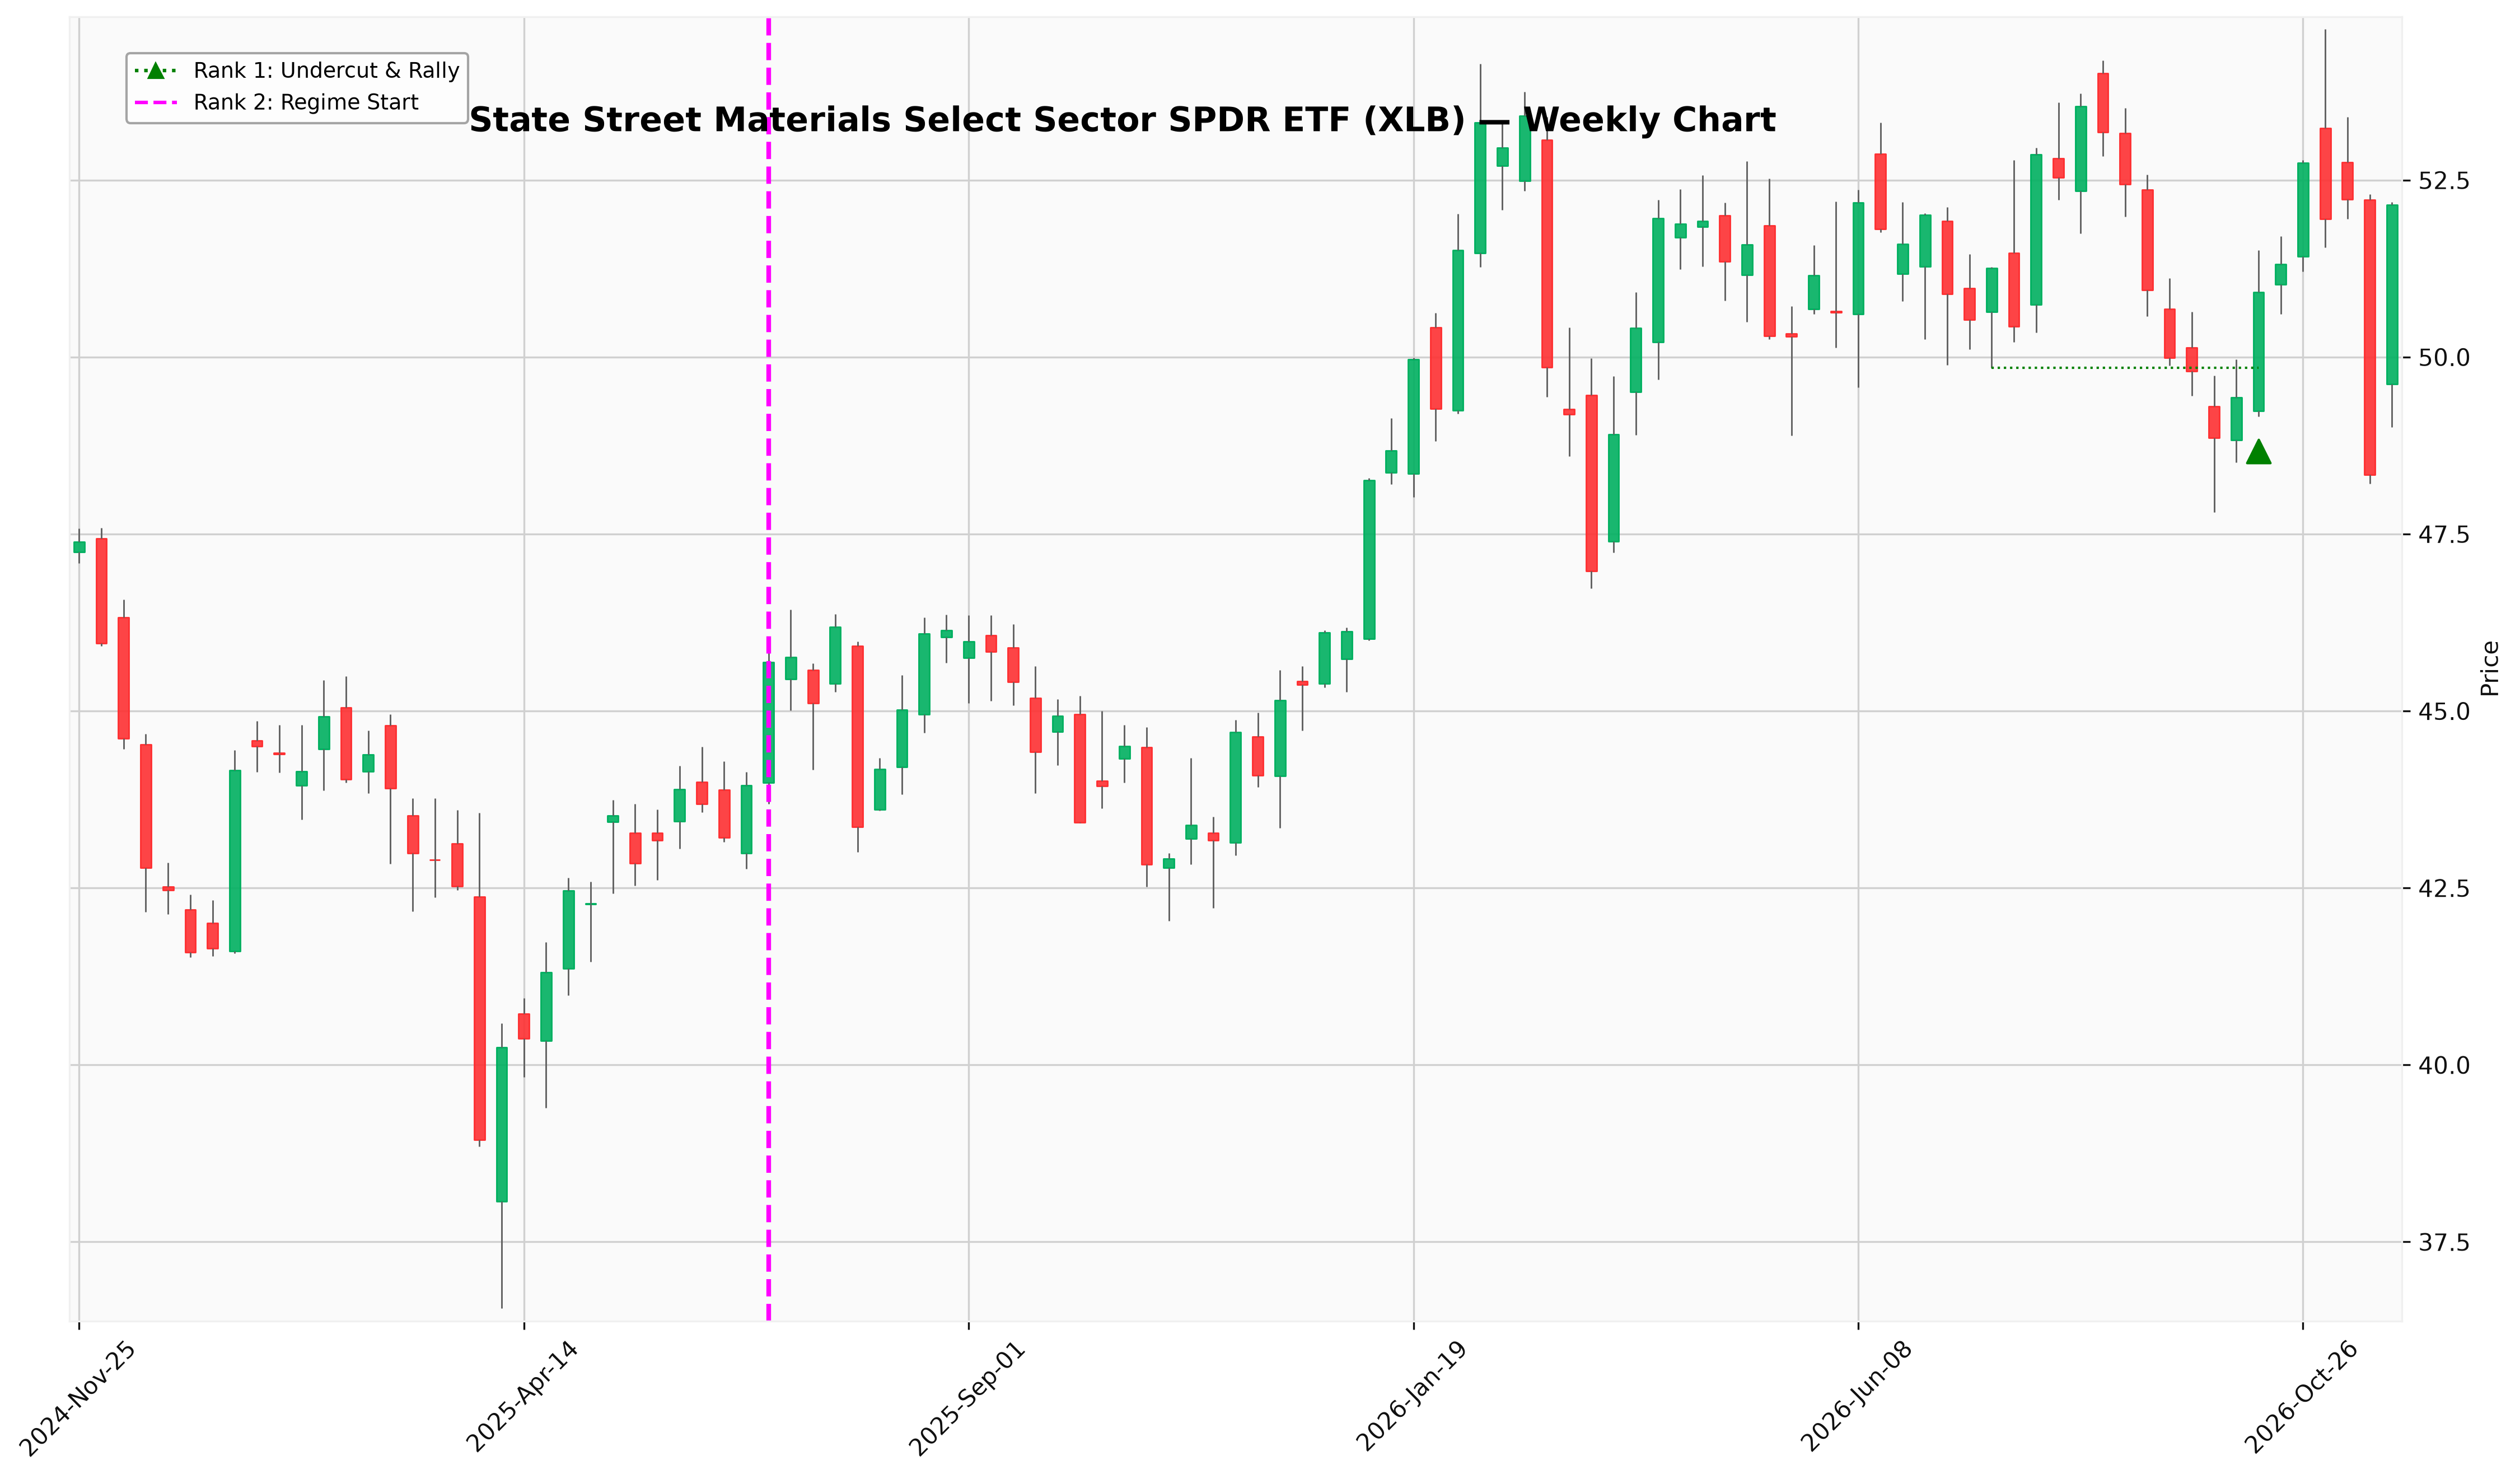 Rank 1: Undercut & Rally
Rank 2: Regime Start
State Street Materials Select Sector SPDR ETF (XLB) — Weekly Chart
52.5
50.0
47.5
45.0
42.5
40.0
37.5
Price
2024-Nov-25
2025-Apr-14
2025-Sep-01
2026-Jan-19
2026-Jun-08
2026-Oct-26